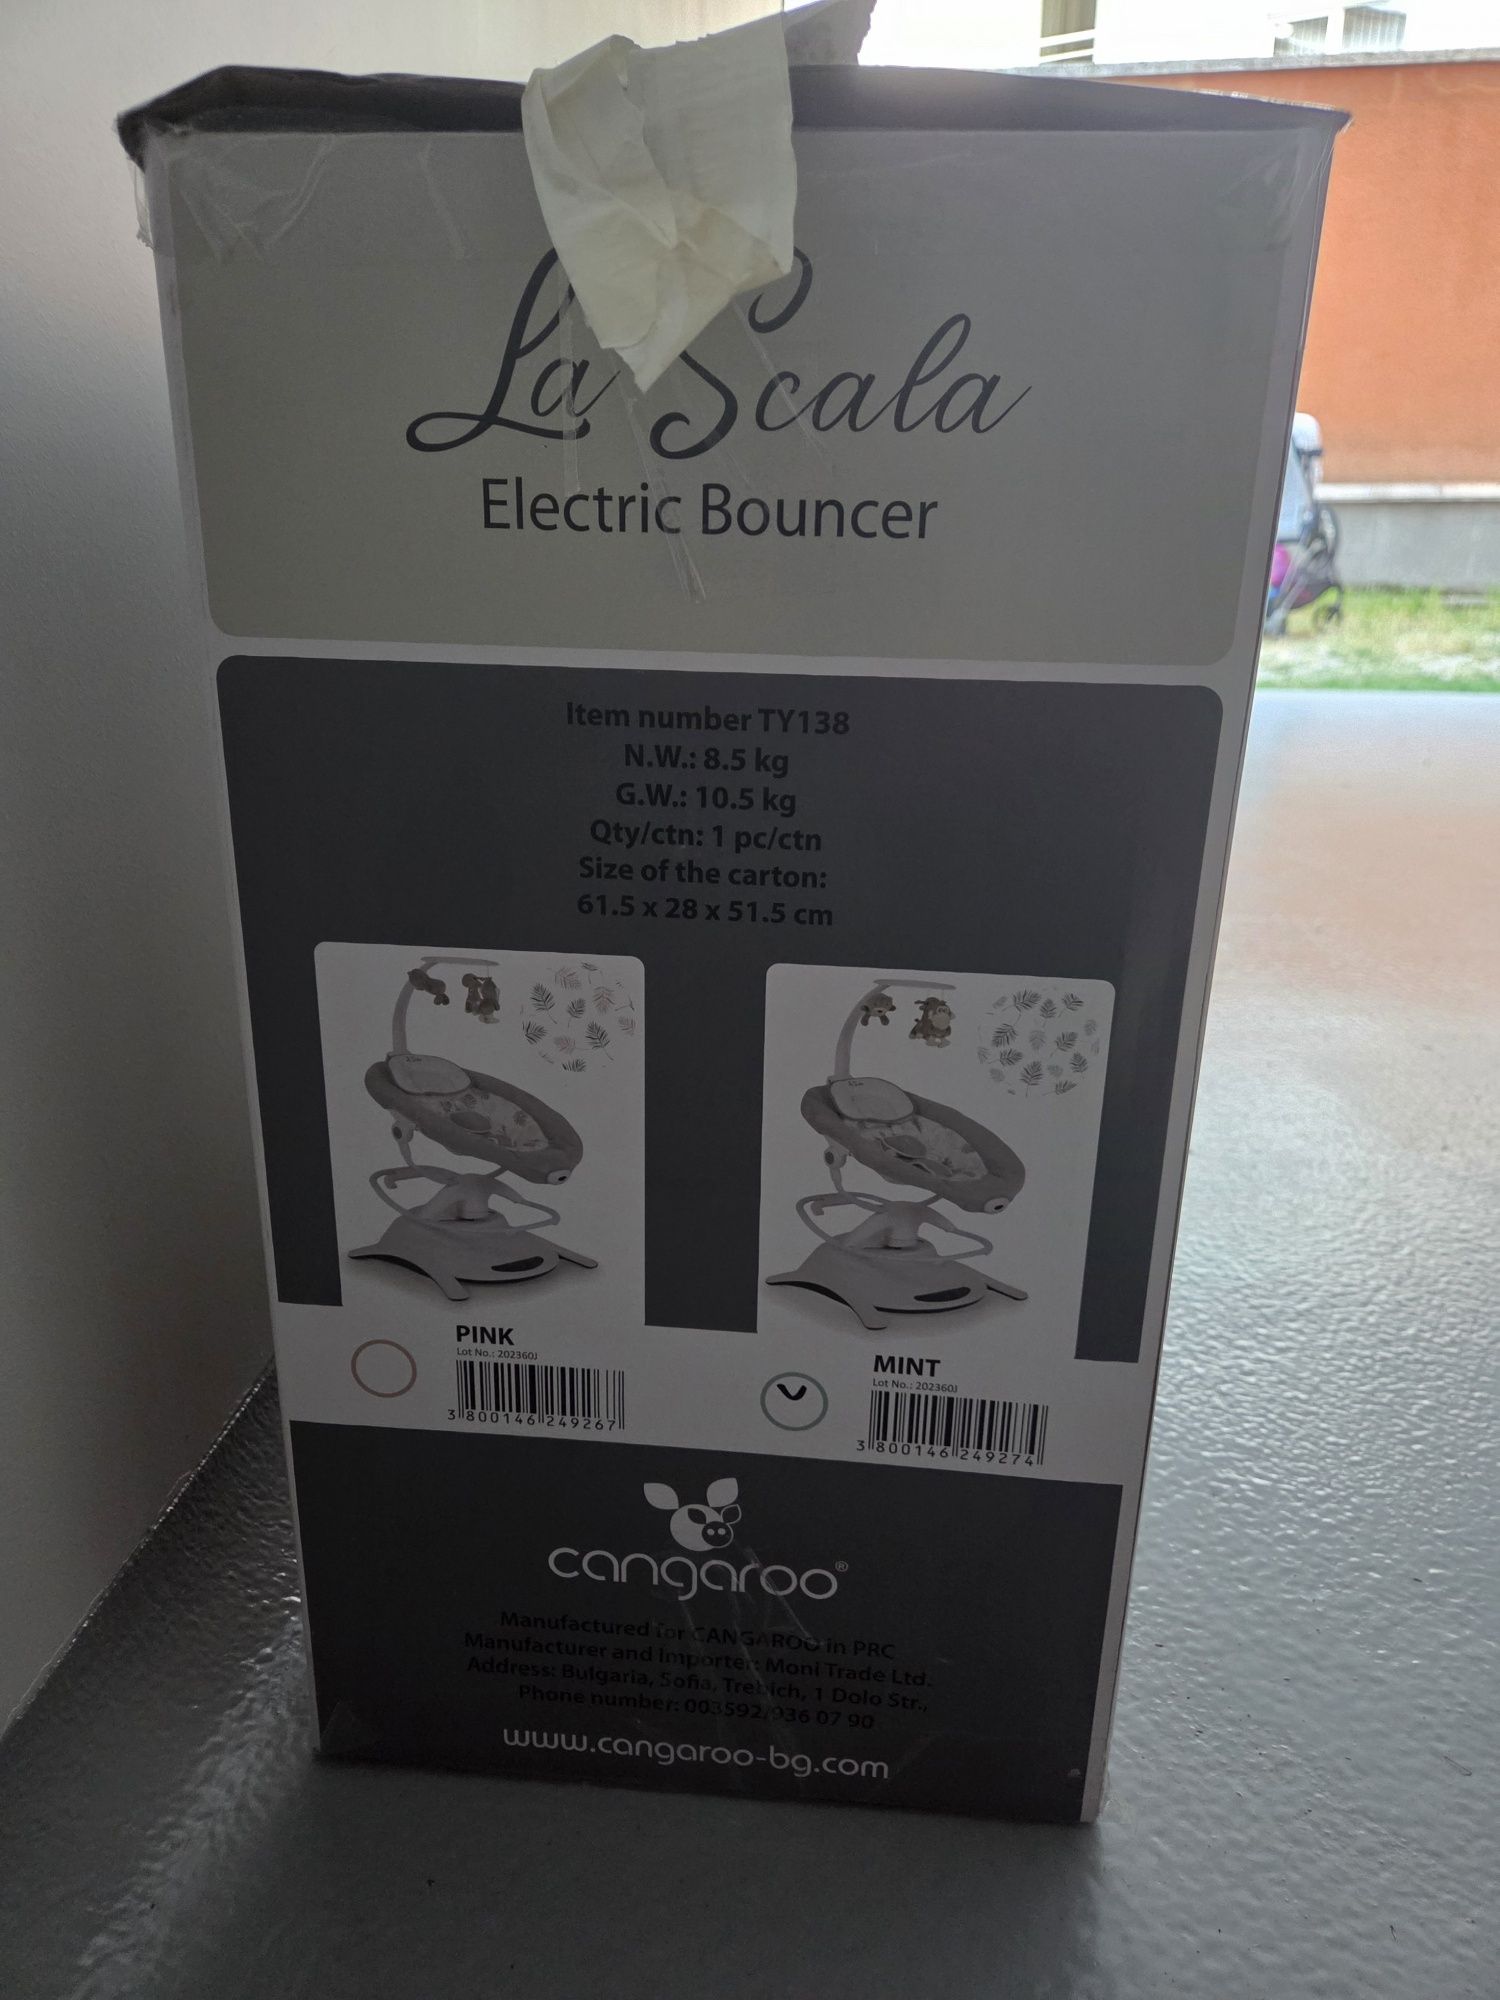 La Scala
Electric Bouncer
Item number TY138
N.W.: 8.5 kg
G.W.: 10.5 kg
Qty/ctn: 1 pc/ctn
Size of the carton:
61.5 x 28 x 51.5 cm
PINK
Lot No.: 202360J
3 800146 249267
MINT
Lot No.: 202360J
3 800146 249274
cangaroo®
Manufactured for CANGAROO in PRC
Manufacturer and Importer: Moni Trade Ltd.
Address: Bulgaria, Sofia, Trebich, 1 Dolo Str.,
Phone number: 003592/936 07 90
www.cangaroo-bg.com